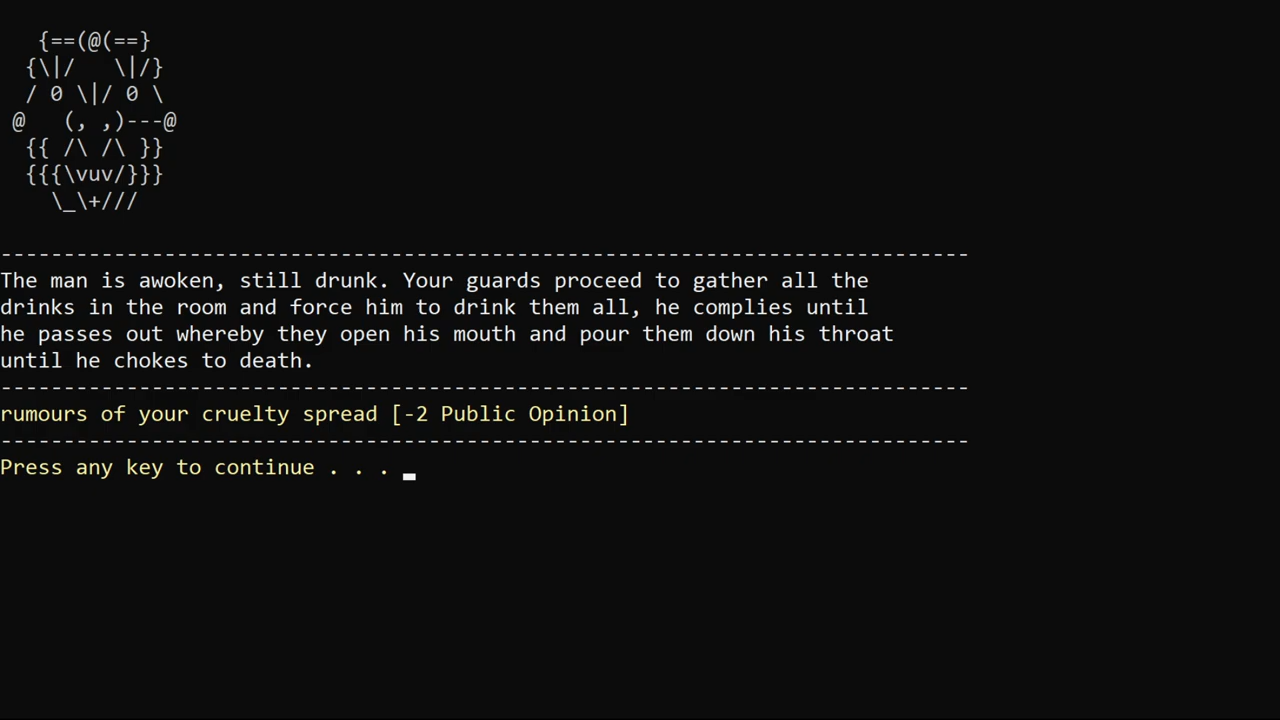 {==(@(==}
{\|/   \|/}
/ 0 \|/ 0 \
@   (, ,)---@
{{ /\ /\ }}
{{{\vuv/}}}
\_\+///
-----------------------------------------------------------------------------
The man is awoken, still drunk. Your guards proceed to gather all the
drinks in the room and force him to drink them all, he complies until
he passes out whereby they open his mouth and pour them down his throat
until he chokes to death.
-----------------------------------------------------------------------------
rumours of your cruelty spread [-2 Public Opinion]
-----------------------------------------------------------------------------
Press any key to continue . . . _